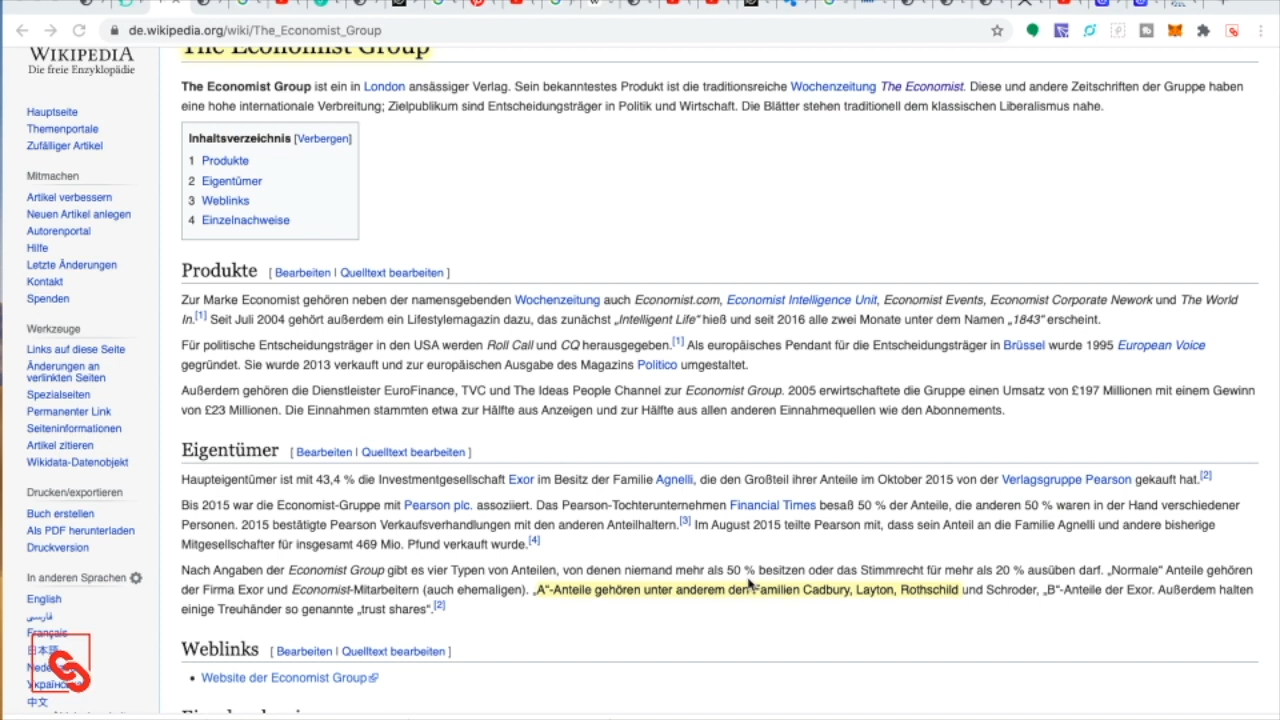 de.wikipedia.org/wiki/The_Economist_Group
WIKIPEDIA
Die freie Enzyklopädie
Hauptseite
Themenportale
Zufälliger Artikel
Mitmachen
Artikel verbessern
Neuen Artikel anlegen
Autorenportal
Hilfe
Letzte Änderungen
Kontakt
Spenden
Werkzeuge
Links auf diese Seite
Änderungen an
verlinkten Seiten
Spezialseiten
Permanenter Link
Seiteninformationen
Artikel zitieren
Wikidata-Datenobjekt
Drucken/exportieren
Buch erstellen
Als PDF herunterladen
Druckversion
In anderen Sprachen
English
فارسی
Français
日本語
Українська
中文
The Economist Group
The Economist Group ist ein in London ansässiger Verlag. Sein bekanntestes Produkt ist die traditionsreiche Wochenzeitung The Economist. Diese und andere Zeitschriften der Gruppe haben
eine hohe internationale Verbreitung; Zielpublikum sind Entscheidungsträger in Politik und Wirtschaft. Die Blätter stehen traditionell dem klassischen Liberalismus nahe.
Inhaltsverzeichnis [Verbergen]
1 Produkte
2 Eigentümer
3 Weblinks
4 Einzelnachweise
Produkte [ Bearbeiten | Quelltext bearbeiten ]
Zur Marke Economist gehören neben der namensgebenden Wochenzeitung auch Economist.com, Economist Intelligence Unit, Economist Events, Economist Corporate Nework und The World
In.[1] Seit Juli 2004 gehört außerdem ein Lifestylemagazin dazu, das zunächst „Intelligent Life" hieß und seit 2016 alle zwei Monate unter dem Namen „1843" erscheint.
Für politische Entscheidungsträger in den USA werden Roll Call und CQ herausgegeben.[1] Als europäisches Pendant für die Entscheidungsträger in Brüssel wurde 1995 European Voice
gegründet. Sie wurde 2013 verkauft und zur europäischen Ausgabe des Magazins Politico umgestaltet.
Außerdem gehören die Dienstleister EuroFinance, TVC und The Ideas People Channel zur Economist Group. 2005 erwirtschaftete die Gruppe einen Umsatz von £197 Millionen mit einem Gewinn
von £23 Millionen. Die Einnahmen stammten etwa zur Hälfte aus Anzeigen und zur Hälfte aus allen anderen Einnahmequellen wie den Abonnements.
Eigentümer [ Bearbeiten | Quelltext bearbeiten ]
Haupteigentümer ist mit 43,4 % die Investmentgesellschaft Exor im Besitz der Familie Agnelli, die den Großteil ihrer Anteile im Oktober 2015 von der Verlagsgruppe Pearson gekauft hat.[2]
Bis 2015 war die Economist-Gruppe mit Pearson plc. assoziiert. Das Pearson-Tochterunternehmen Financial Times besaß 50 % der Anteile, die anderen 50 % waren in der Hand verschiedener
Personen. 2015 bestätigte Pearson Verkaufsverhandlungen mit den anderen Anteilhaltern.[3] Im August 2015 teilte Pearson mit, dass sein Anteil an die Familie Agnelli und andere bisherige
Mitgesellschafter für insgesamt 469 Mio. Pfund verkauft wurde.[4]
Nach Angaben der Economist Group gibt es vier Typen von Anteilen, von denen niemand mehr als 50 % besitzen oder das Stimmrecht für mehr als 20 % ausüben darf. „Normale" Anteile gehören
der Firma Exor und Economist-Mitarbeitern (auch ehemaligen). „A"-Anteile gehören unter anderem den Familien Cadbury, Layton, Rothschild und Schroder, „B"-Anteile der Exor. Außerdem halten
einige Treuhänder so genannte „trust shares".[2]
Weblinks [ Bearbeiten | Quelltext bearbeiten ]
• Website der Economist Group